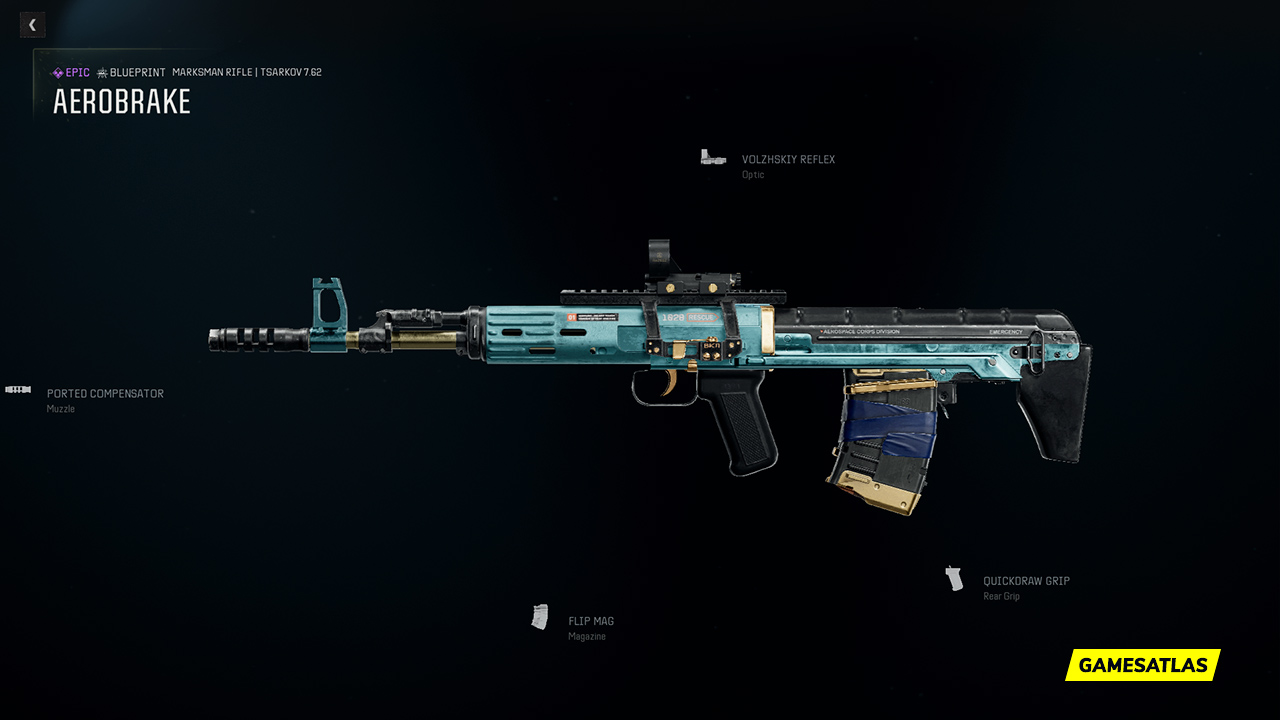 EPIC BLUEPRINT MARKSMAN RIFLE | TSARKOV 7.62
AEROBRAKE
VOLZHSKIY REFLEX
Optic
1628 RESCUE
AEROSPACE CORPS DIVISION
EMERGENCY
PORTED COMPENSATOR
Muzzle
QUICKDRAW GRIP
Rear Grip
FLIP MAG
Magazine
GAMESATLAS